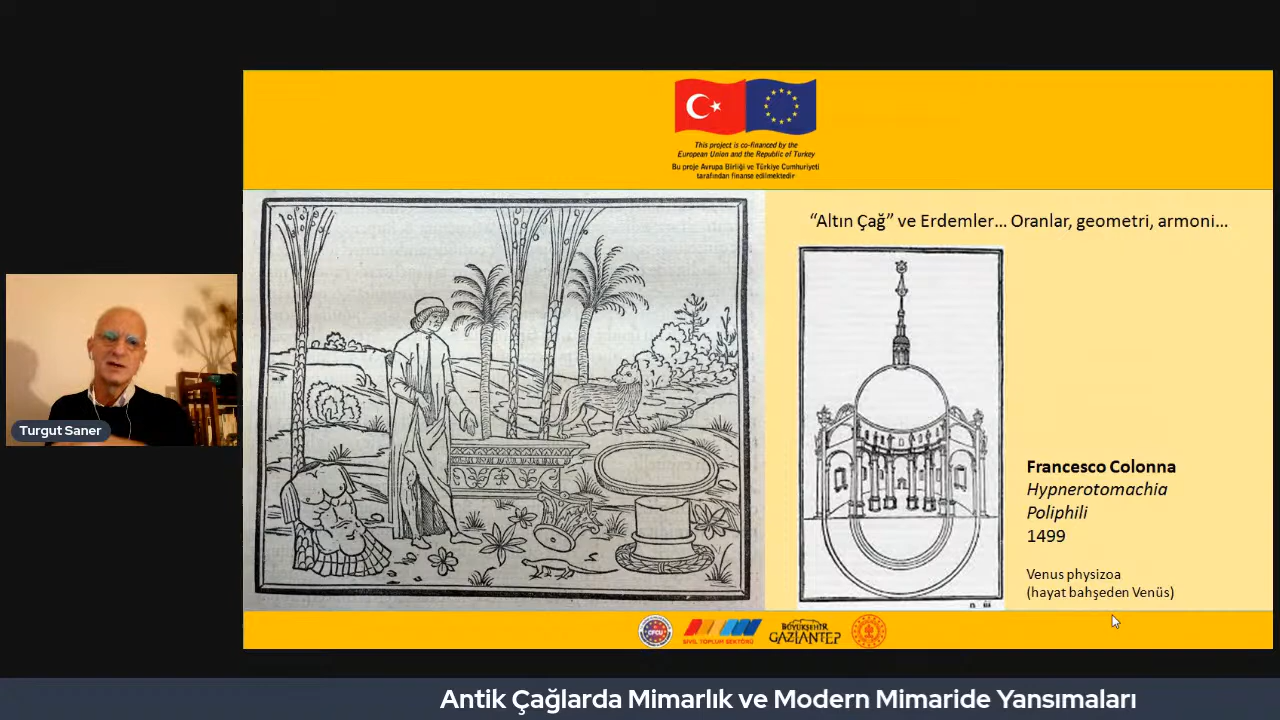 This project is co-financed by the
European Union and the Republic of Turkey
Bu proje Avrupa Birliği ve Türkiye Cumhuriyeti
tarafından finanse edilmektedir
“Altın Çağ” ve Erdemler... Oranlar, geometri, armoni...
Turgut Saner
Francesco Colonna
Hypnerotomachia
Poliphili
1499
Venus physizoa
(hayat bahşeden Venüs)
CFCU
SİVİL TOPLUM SEKTÖRÜ
BÜYÜKŞEHİR
GAZİANTEP
Antik Çağlarda Mimarlık ve Modern Mimaride Yansımaları